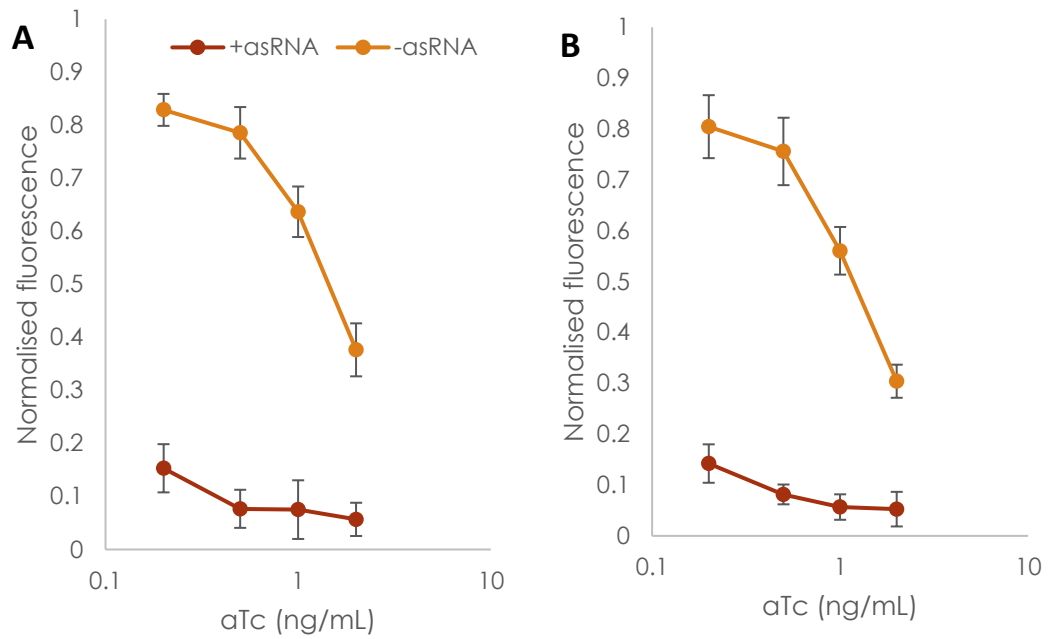 A
+asRNA -asRNA
Normalised fluorescence
1
0.9
0.8
0.7
0.6
0.5
0.4
0.3
0.2
0.1
0
0.1 1 10
aTc (ng/mL)
B
Normalised fluorescence
1
0.9
0.8
0.7
0.6
0.5
0.4
0.3
0.2
0.1
0
0.1 1 10
aTc (ng/mL)